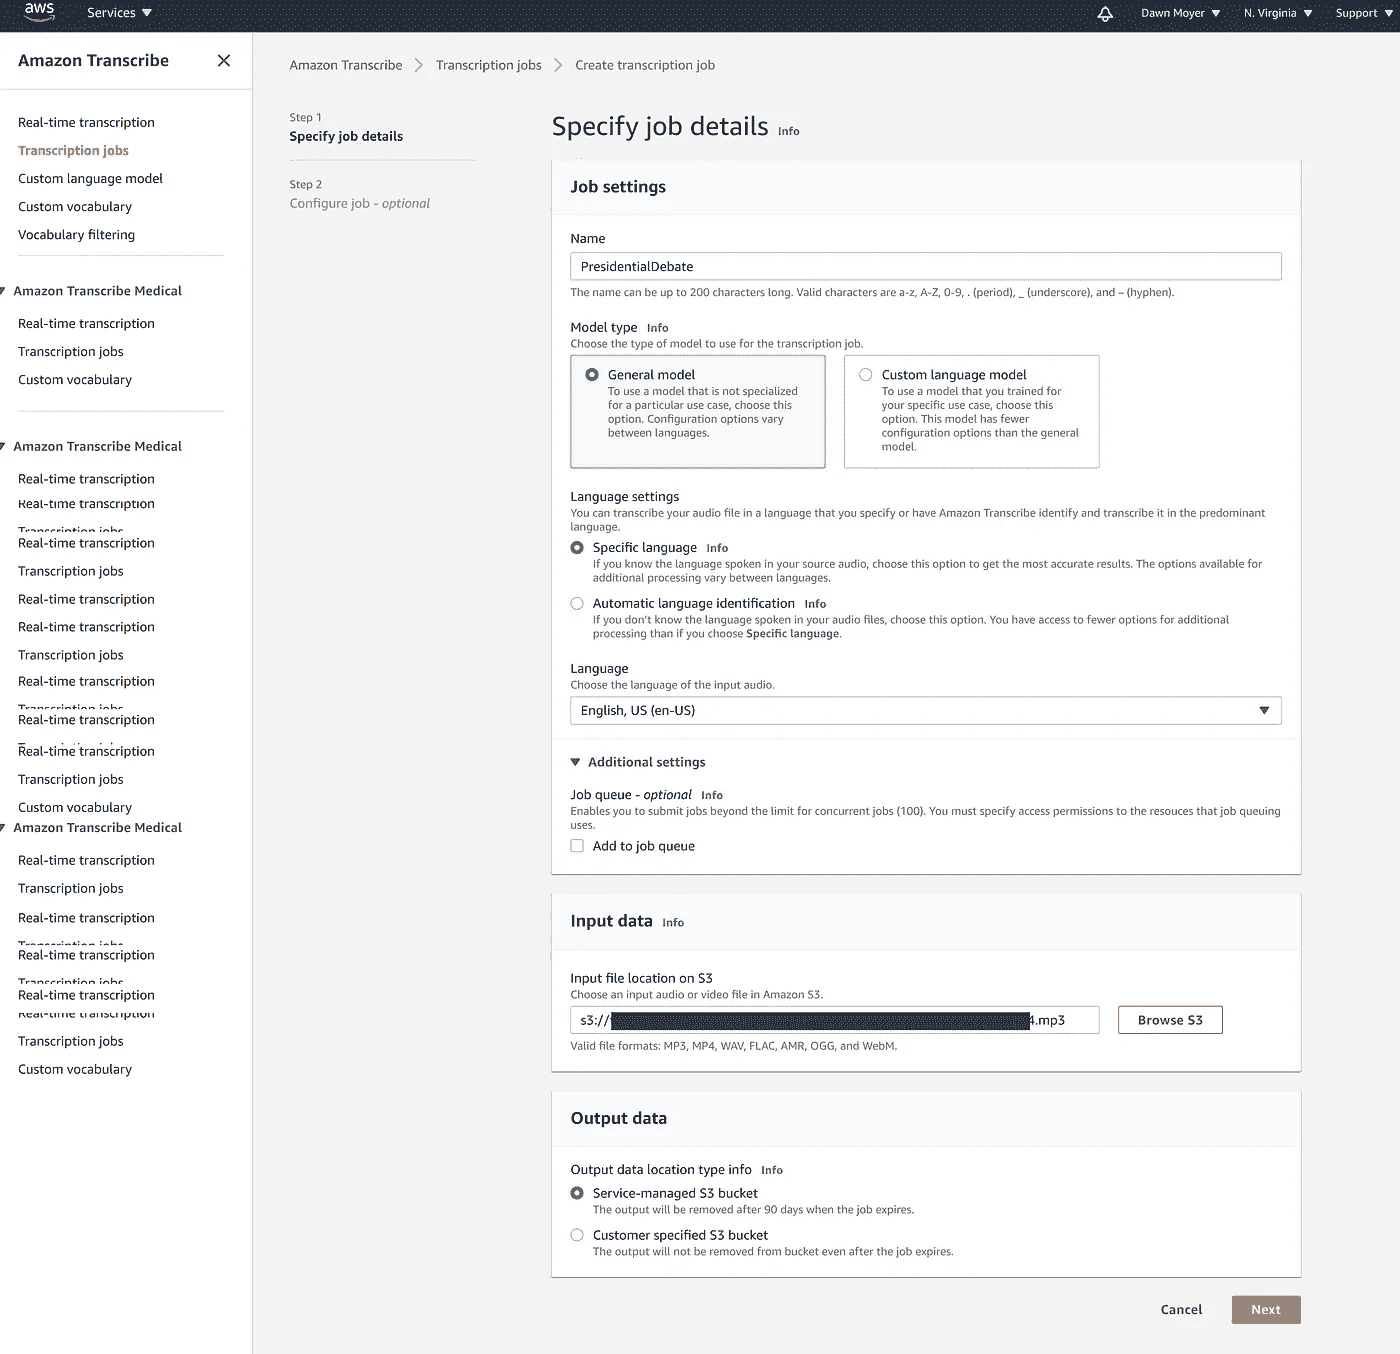 aws
Services
Dawn Moyer
N. Virginia
Support
Amazon Transcribe
Real-time transcription
Transcription jobs
Custom language model
Custom vocabulary
Vocabulary filtering
Amazon Transcribe Medical
Real-time transcription
Transcription jobs
Custom vocabulary
Amazon Transcribe Medical
Real-time transcription
Real-time transcription
Transcription jobs
Real-time transcription
Transcription jobs
Real-time transcription
Real-time transcription
Transcription jobs
Real-time transcription
Transcription jobs
Real-time transcription
Real-time transcription
Transcription jobs
Custom vocabulary
Amazon Transcribe Medical
Real-time transcription
Transcription jobs
Real-time transcription
Transcription jobs
Real-time transcription
Transcription jobs
Real-time transcription
Real-time transcription
Transcription jobs
Custom vocabulary
Amazon Transcribe > Transcription jobs > Create transcription job
Step 1
Specify job details
Step 2
Configure job - optional
Specify job details Info
Job settings
Name
PresidentialDebate
The name can be up to 200 characters long. Valid characters are a-z, A-Z, 0-9, . (period), _ (underscore), and – (hyphen).
Model type Info
Choose the type of model to use for the transcription job.
General model
To use a model that is not specialized
for a particular use case, choose this
option. Configuration options vary
between languages.
Custom language model
To use a model that you trained for
your specific use case, choose this
option. This model has fewer
configuration options than the general
model.
Language settings
You can transcribe your audio file in a language that you specify or have Amazon Transcribe identify and transcribe it in the predominant
language.
Specific language Info
If you know the language spoken in your source audio, choose this option to get the most accurate results. The options available for
additional processing vary between languages.
Automatic language identification Info
If you don't know the language spoken in your audio files, choose this option. You have access to fewer options for additional
processing than if you choose Specific language.
Language
Choose the language of the input audio.
English, US (en-US)
Additional settings
Job queue - optional Info
Enables you to submit jobs beyond the limit for concurrent jobs (100). You must specify access permissions to the resouces that job queuing
uses.
Add to job queue
Input data Info
Input file location on S3
Choose an input audio or video file in Amazon S3.
s3:// 4.mp3
Browse S3
Valid file formats: MP3, MP4, WAV, FLAC, AMR, OGG, and WebM.
Output data
Output data location type info Info
Service-managed S3 bucket
The output will be removed after 90 days when the job expires.
Customer specified S3 bucket
The output will not be removed from bucket even after the job expires.
Cancel
Next